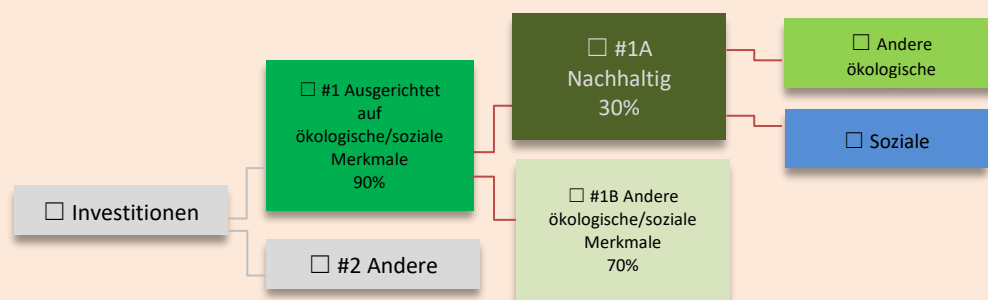 ☐ Investitionen
☐ #1 Ausgerichtet
auf
ökologische/soziale
Merkmale
90%
☐ #2 Andere
☐ #1A
Nachhaltig
30%
☐ #1B Andere
ökologische/soziale
Merkmale
70%
☐ Andere
ökologische
☐ Soziale